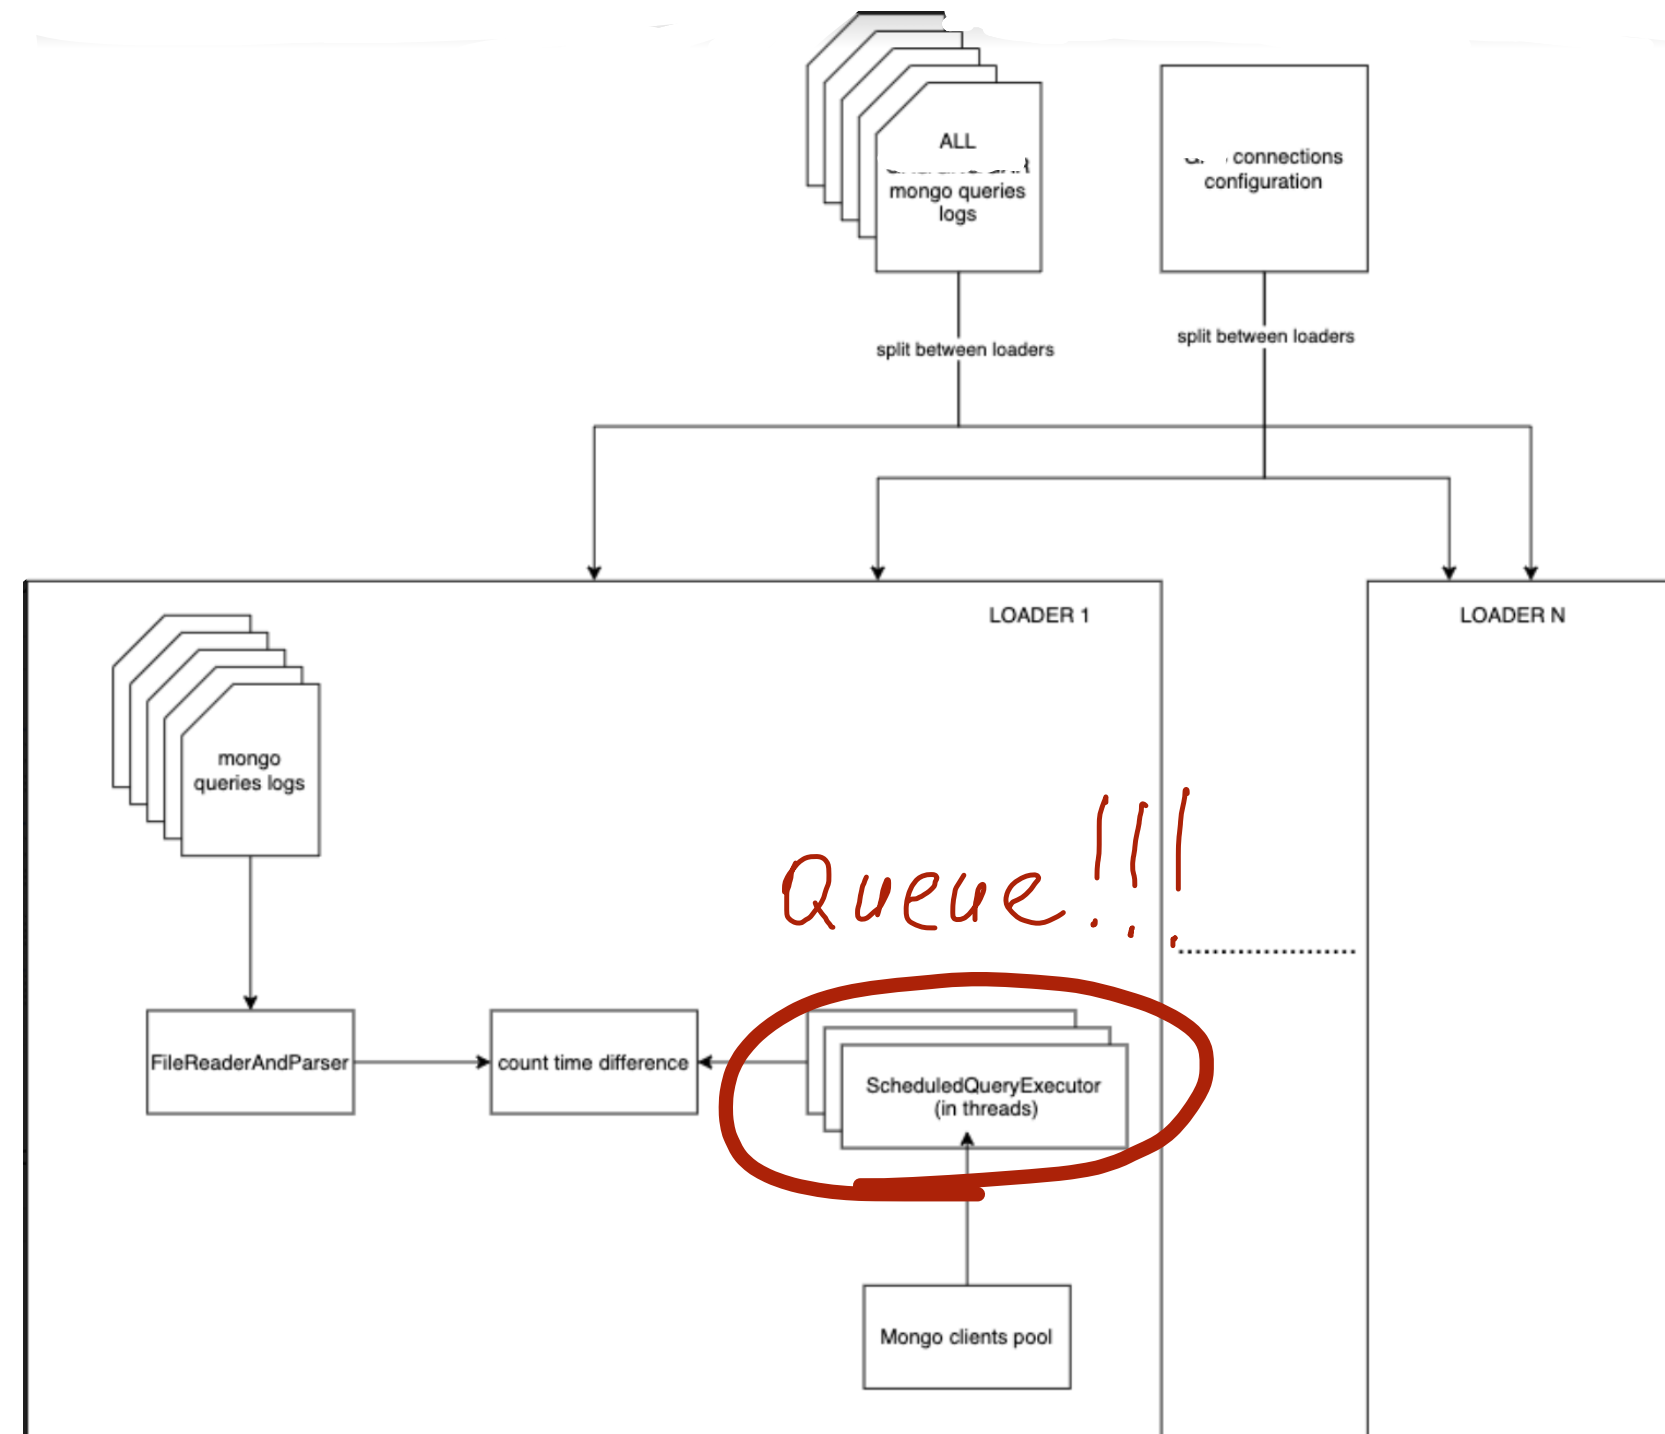 ALL
mongo queries
logs
connections
configuration
split between loaders
split between loaders
LOADER 1
LOADER N
mongo
queries logs
Queue!!!
FileReaderAndParser
count time difference
ScheduledQueryExecutor
(in threads)
Mongo clients pool